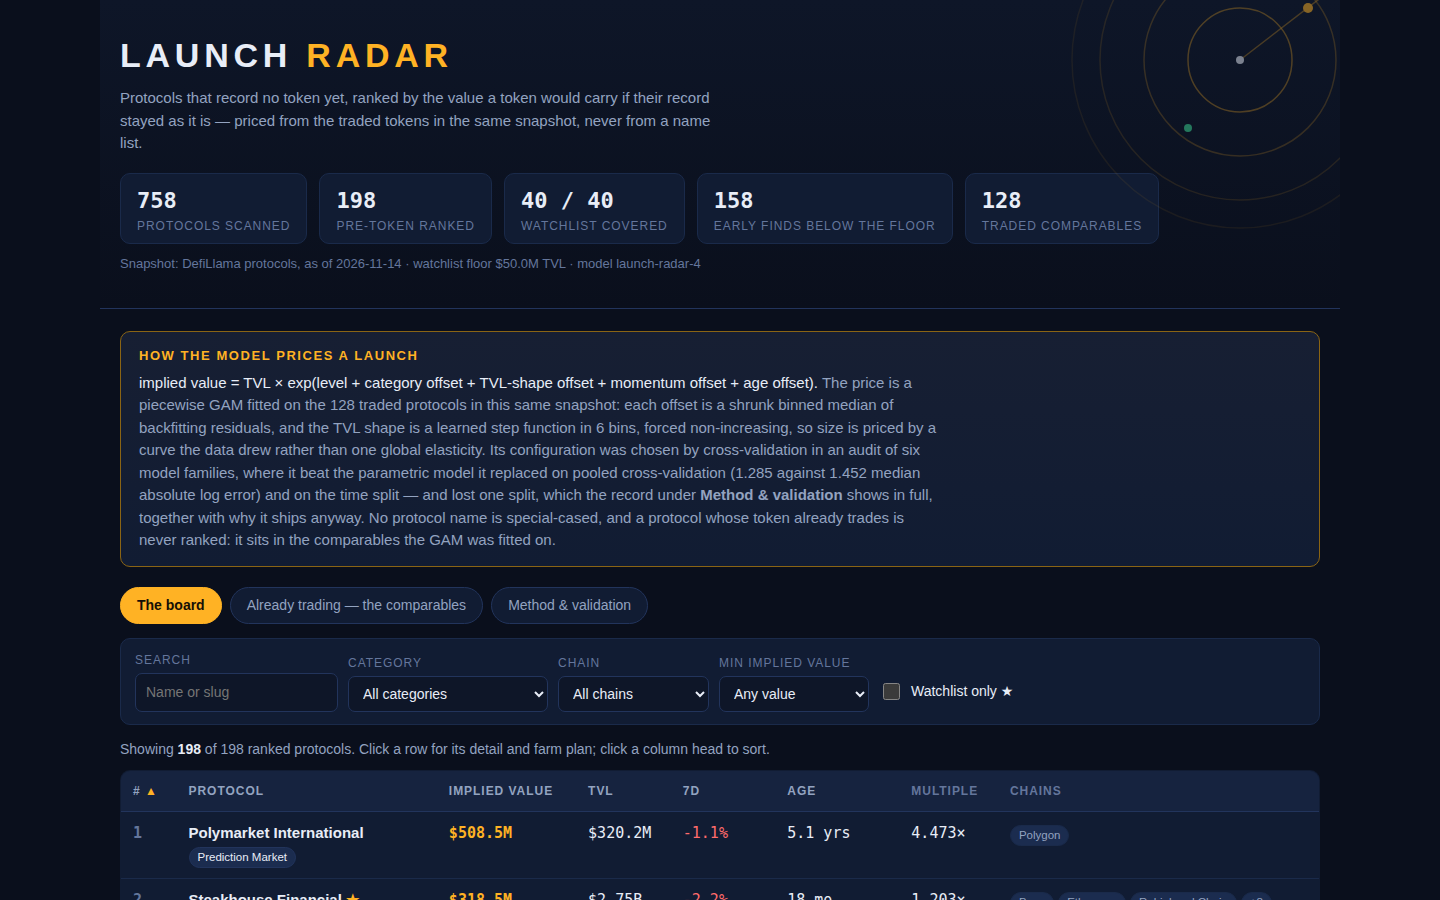 LAUNCH RADAR
Protocols that record no token yet, ranked by the value a token would carry if their record
stayed as it is — priced from the traded tokens in the same snapshot, never from a name
list.
758 198 40 / 40 158 128
PROTOCOLS SCANNED PRE-TOKEN RANKED WATCHLIST COVERED EARLY FINDS BELOW THE FLOOR TRADED COMPARABLES
Snapshot: DefiLlama protocols, as of 2026-11-14 · watchlist floor $50.0M TVL · model launch-radar-4
HOW THE MODEL PRICES A LAUNCH
implied value = TVL × exp(level + category offset + TVL-shape offset + momentum offset + age offset). The price is a
piecewise GAM fitted on the 128 traded protocols in this same snapshot: each offset is a shrunk binned median of
backfitting residuals, and the TVL shape is a learned step function in 6 bins, forced non-increasing, so size is priced by a
curve the data drew rather than one global elasticity. Its configuration was chosen by cross-validation in an audit of six
model families, where it beat the parametric model it replaced on pooled cross-validation (1.285 against 1.452 median
absolute log error) and on the time split — and lost one split, which the record under Method & validation shows in full,
together with why it ships anyway. No protocol name is special-cased, and a protocol whose token already trades is
never ranked: it sits in the comparables the GAM was fitted on.
The board Already trading — the comparables Method & validation
SEARCH CATEGORY CHAIN MIN IMPLIED VALUE
Name or slug All categories All chains Any value Watchlist only ★
Showing 198 of 198 ranked protocols. Click a row for its detail and farm plan; click a column head to sort.
# ▲ PROTOCOL IMPLIED VALUE TVL 7D AGE MULTIPLE CHAINS
1 Polymarket International $508.5M $320.2M -1.1% 5.1 yrs 4.473× Polygon
Prediction Market
2 Steakhouse Financial ★ $318.5M $2.75B -2.2% 18 mo 1.203×